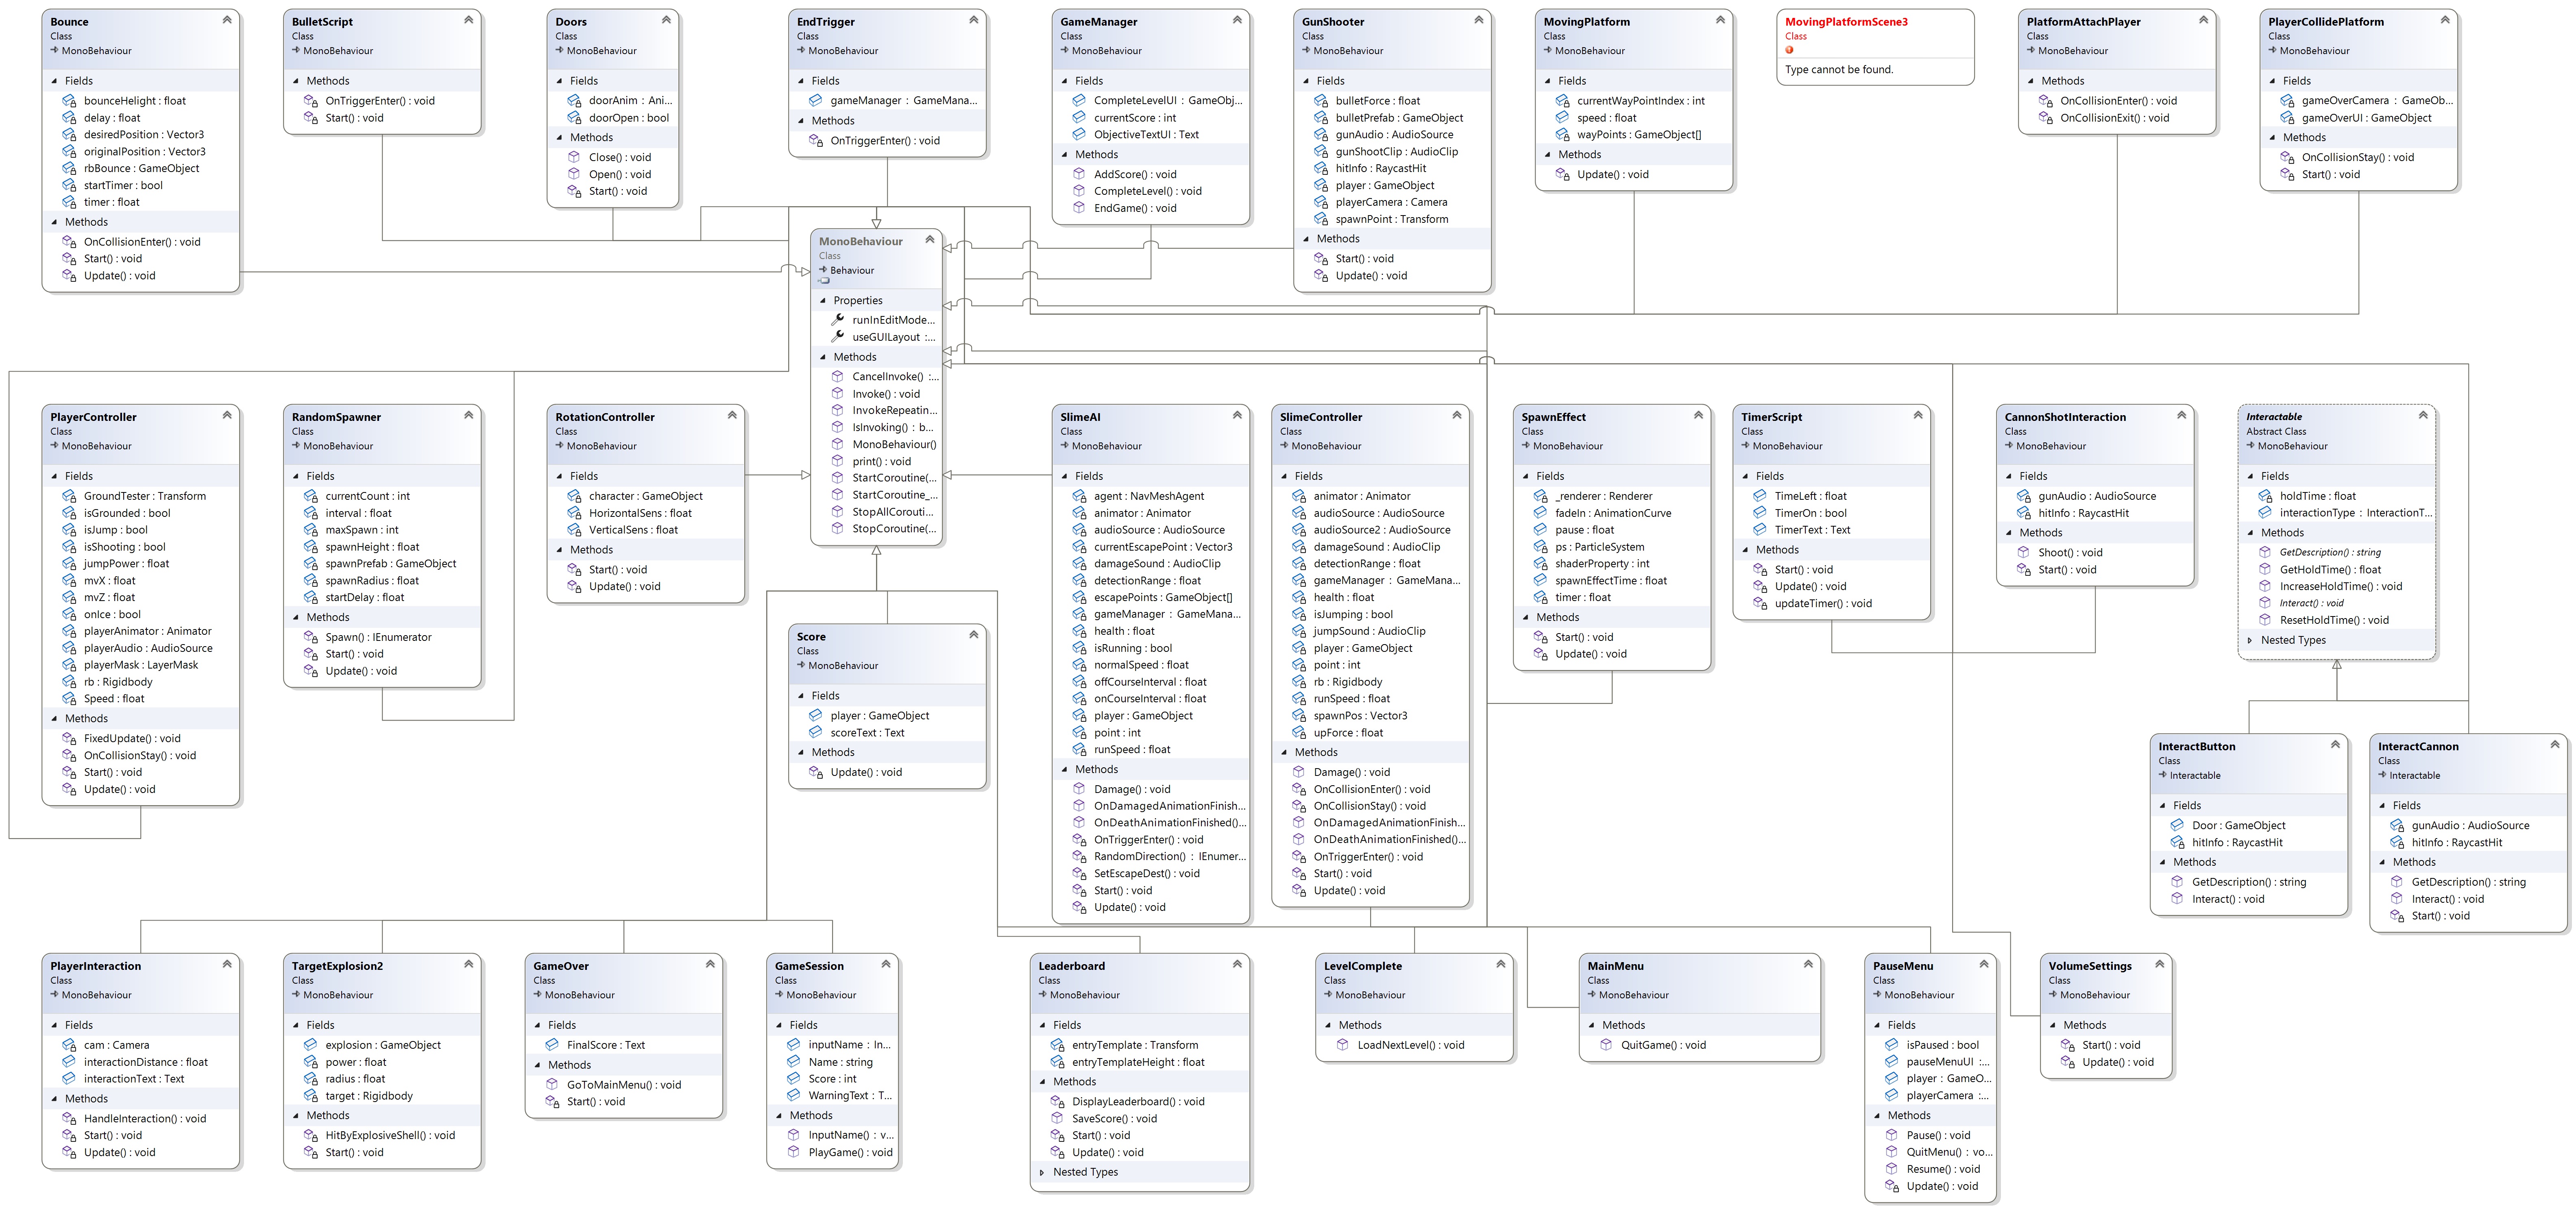 Bounce
Class
MonoBehaviour
Fields
bounceHelight : float
delay : float
desiredPosition : Vector3
originalPosition : Vector3
rbBounce : GameObject
startTimer : bool
timer : float
Methods
OnCollisionEnter() : void
Start() : void
Update() : void
BulletScript
Class
MonoBehaviour
Methods
OnTriggerEnter() : void
Start() : void
Doors
Class
MonoBehaviour
Fields
doorAnim : Ani...
doorOpen : bool
Methods
Close() : void
Open() : void
Start() : void
EndTrigger
Class
MonoBehaviour
Fields
gameManager : GameMana...
Methods
OnTriggerEnter() : void
GameManager
Class
MonoBehaviour
Fields
CompleteLevelUI : GameObj...
currentScore : int
ObjectiveTextUI : Text
Methods
AddScore() : void
CompleteLevel() : void
EndGame() : void
GunShooter
Class
MonoBehaviour
Fields
bulletForce : float
bulletPrefab : GameObject
gunAudio : AudioSource
gunShootClip : AudioClip
hitInfo : RaycastHit
player : GameObject
playerCamera : Camera
spawnPoint : Transform
Methods
Start() : void
Update() : void
MovingPlatform
Class
MonoBehaviour
Fields
currentWayPointIndex : int
speed : float
wayPoints : GameObject[]
Methods
Update() : void
MovingPlatformScene3
Class
Type cannot be found.
PlatformAttachPlayer
Class
MonoBehaviour
Methods
OnCollisionEnter() : void
OnCollisionExit() : void
PlayerCollidePlatform
Class
MonoBehaviour
Fields
gameOverCamera : GameOb...
gameOverUI : GameObject
Methods
OnCollisionStay() : void
Start() : void
MonoBehaviour
Class
Behaviour
Properties
runInEditMode...
useGUILayout :...
Methods
CancelInvoke() :...
Invoke() : void
InvokeRepeatin...
IsInvoking() : b...
MonoBehaviour()
print() : void
StartCoroutine(...
StartCoroutine_...
StopAllCorouti...
StopCoroutine(...
PlayerController
Class
MonoBehaviour
Fields
GroundTester : Transform
isGrounded : bool
isJump : bool
isShooting : bool
jumpPower : float
mvX : float
mvZ : float
onIce : bool
playerAnimator : Animator
playerAudio : AudioSource
playerMask : LayerMask
rb : Rigidbody
Speed : float
Methods
FixedUpdate() : void
OnCollisionStay() : void
Start() : void
Update() : void
RandomSpawner
Class
MonoBehaviour
Fields
currentCount : int
interval : float
maxSpawn : int
spawnHeight : float
spawnPrefab : GameObject
spawnRadius : float
startDelay : float
Methods
Spawn() : IEnumerator
Start() : void
Update() : void
RotationController
Class
MonoBehaviour
Fields
character : GameObject
HorizontalSens : float
VerticalSens : float
Methods
Start() : void
Update() : void
Score
Class
MonoBehaviour
Fields
player : GameObject
scoreText : Text
Methods
Update() : void
SlimeAI
Class
MonoBehaviour
Fields
agent : NavMeshAgent
animator : Animator
audioSource : AudioSource
currentEscapePoint : Vector3
damageSound : AudioClip
detectionRange : float
escapePoints : GameObject[]
gameManager : GameMana...
health : float
isRunning : bool
normalSpeed : float
offCourseInterval : float
onCourseInterval : float
player : GameObject
point : int
runSpeed : float
Methods
Damage() : void
OnDamagedAnimationFinish...
OnDeathAnimationFinished()...
OnTriggerEnter() : void
RandomDirection() : IEnumer...
SetEscapeDest() : void
Start() : void
Update() : void
SlimeController
Class
MonoBehaviour
Fields
animator : Animator
audioSource : AudioSource
audioSource2 : AudioSource
damageSound : AudioClip
detectionRange : float
gameManager : GameMana...
health : float
isJumping : bool
jumpSound : AudioClip
player : GameObject
point : int
rb : Rigidbody
runSpeed : float
spawnPos : Vector3
upForce : float
Methods
Damage() : void
OnCollisionEnter() : void
OnCollisionStay() : void
OnDamagedAnimationFinish...
OnDeathAnimationFinished()...
OnTriggerEnter() : void
Start() : void
Update() : void
SpawnEffect
Class
MonoBehaviour
Fields
_renderer : Renderer
fadeIn : AnimationCurve
pause : float
ps : ParticleSystem
shaderProperty : int
spawnEffectTime : float
timer : float
Methods
Start() : void
Update() : void
TimerScript
Class
MonoBehaviour
Fields
TimeLeft : float
TimerOn : bool
TimerText : Text
Methods
Start() : void
Update() : void
updateTimer() : void
CannonShotInteraction
Class
MonoBehaviour
Fields
gunAudio : AudioSource
hitInfo : RaycastHit
Methods
Shoot() : void
Start() : void
Interactable
Abstract Class
MonoBehaviour
Fields
holdTime : float
interactionType : InteractionT...
Methods
GetDescription() : string
GetHoldTime() : float
IncreaseHoldTime() : void
Interact() : void
ResetHoldTime() : void
Nested Types
InteractButton
Class
Interactable
Fields
Door : GameObject
hitInfo : RaycastHit
Methods
GetDescription() : string
Interact() : void
InteractCannon
Class
Interactable
Fields
gunAudio : AudioSource
hitInfo : RaycastHit
Methods
GetDescription() : string
Interact() : void
Start() : void
PlayerInteraction
Class
MonoBehaviour
Fields
cam : Camera
interactionDistance : float
interactionText : Text
Methods
HandleInteraction() : void
Start() : void
Update() : void
TargetExplosion2
Class
MonoBehaviour
Fields
explosion : GameObject
power : float
radius : float
target : Rigidbody
Methods
HitByExplosiveShell() : void
Start() : void
GameOver
Class
MonoBehaviour
Fields
FinalScore : Text
Methods
GoToMainMenu() : void
Start() : void
GameSession
Class
MonoBehaviour
Fields
inputName : In...
Name : string
Score : int
WarningText : T...
Methods
InputName() : v...
PlayGame() : void
Leaderboard
Class
MonoBehaviour
Fields
entryTemplate : Transform
entryTemplateHeight : float
Methods
DisplayLeaderboard() : void
SaveScore() : void
Start() : void
Update() : void
Nested Types
LevelComplete
Class
MonoBehaviour
Methods
LoadNextLevel() : void
MainMenu
Class
MonoBehaviour
Methods
QuitGame() : void
PauseMenu
Class
MonoBehaviour
Fields
isPaused : bool
pauseMenuUI :...
player : GameO...
playerCamera :...
Methods
Pause() : void
QuitMenu() : vo...
Resume() : void
Update() : void
VolumeSettings
Class
MonoBehaviour
Methods
Start() : void
Update() : void